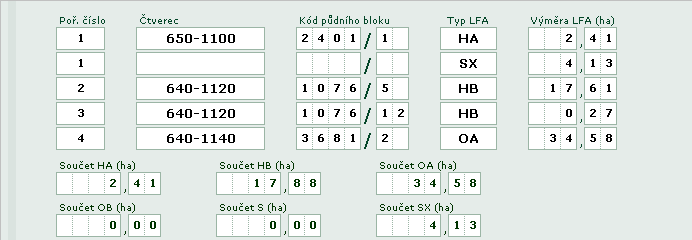 Poř. číslo Čtverec Kód půdního bloku Typ LFA Výměra LFA (ha)
1 650-1100 2401/1 HA 2,41
1 / SX 4,13
2 640-1120 1076/5 HB 17,61
3 640-1120 1076/12 HB 0,27
4 640-1140 3681/2 OA 34,58
Součet HA (ha) Součet HB (ha) Součet OA (ha)
2,41 17,88 34,58
Součet OB (ha) Součet S (ha) Součet SX (ha)
0,00 0,00 4,13